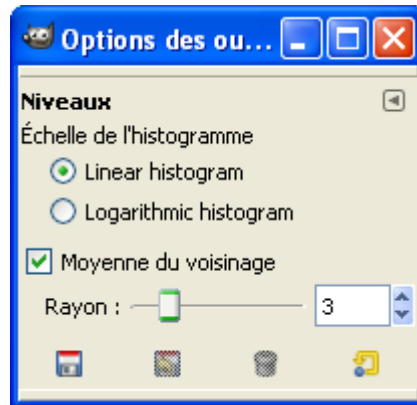 Options des ou...
Niveaux
Échelle de l'histogramme
Linear histogram
Logarithmic histogram
Moyenne du voisinage
Rayon : 3